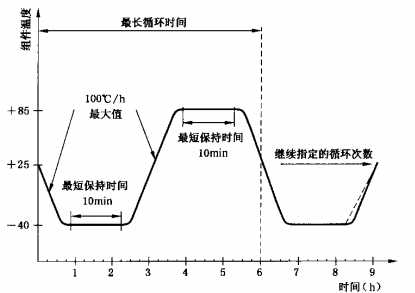 最长循环时间
组件温度
100℃/h
最大值
+85
最短保持时间
10min
继续指定的循环次数
+25
最短保持时间
10min
-40
1 2 3 4 5 6 7 8 9
时间(h)